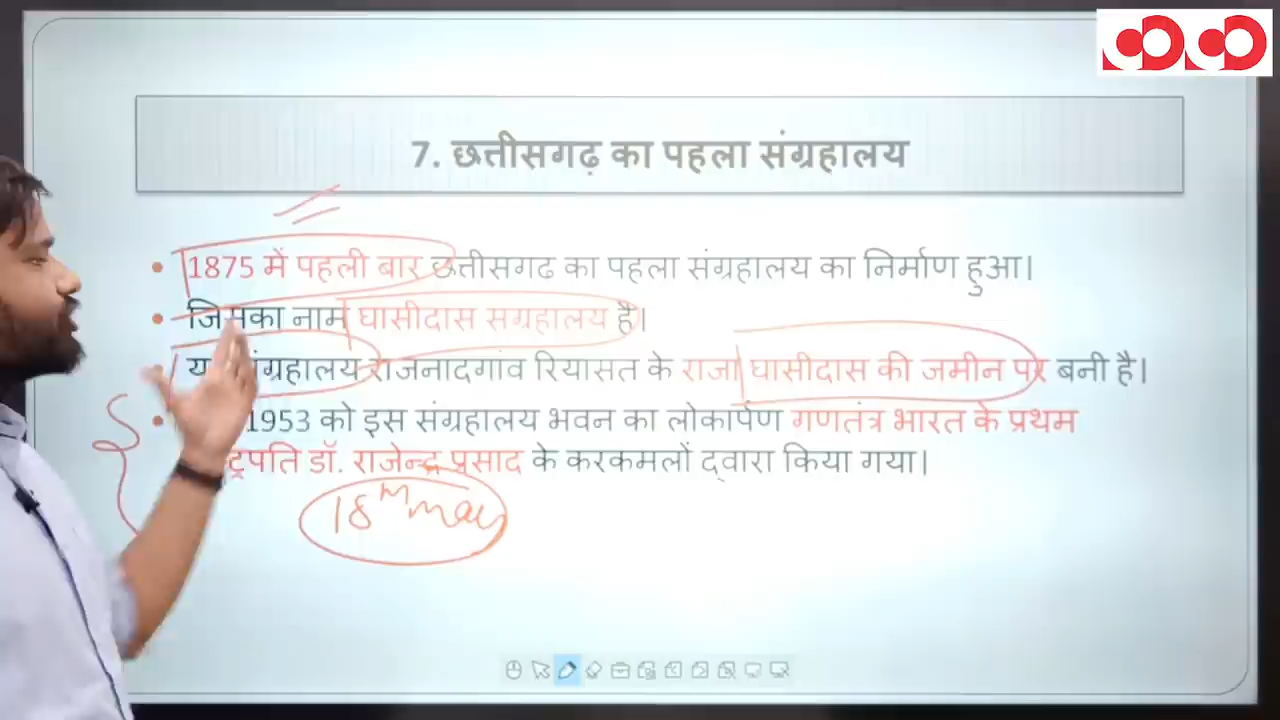 7. छत्तीसगढ़ का पहला संग्रहालय
1875 में पहली बार छत्तीसगढ का पहला संग्रहालय का निर्माण हुआ।
जिसका नाम घासीदास सग्रहालय है।
संग्रहालय राजनादगांव रियासत के राजा घासीदास की जमीन पर बनी है।
1953 को इस संग्रहालय भवन का लोकार्पण गणतंत्र भारत के प्रथम
डॉ. राजेन्द्र प्रसाद के करकमलों द्वारा किया गया।
18th may